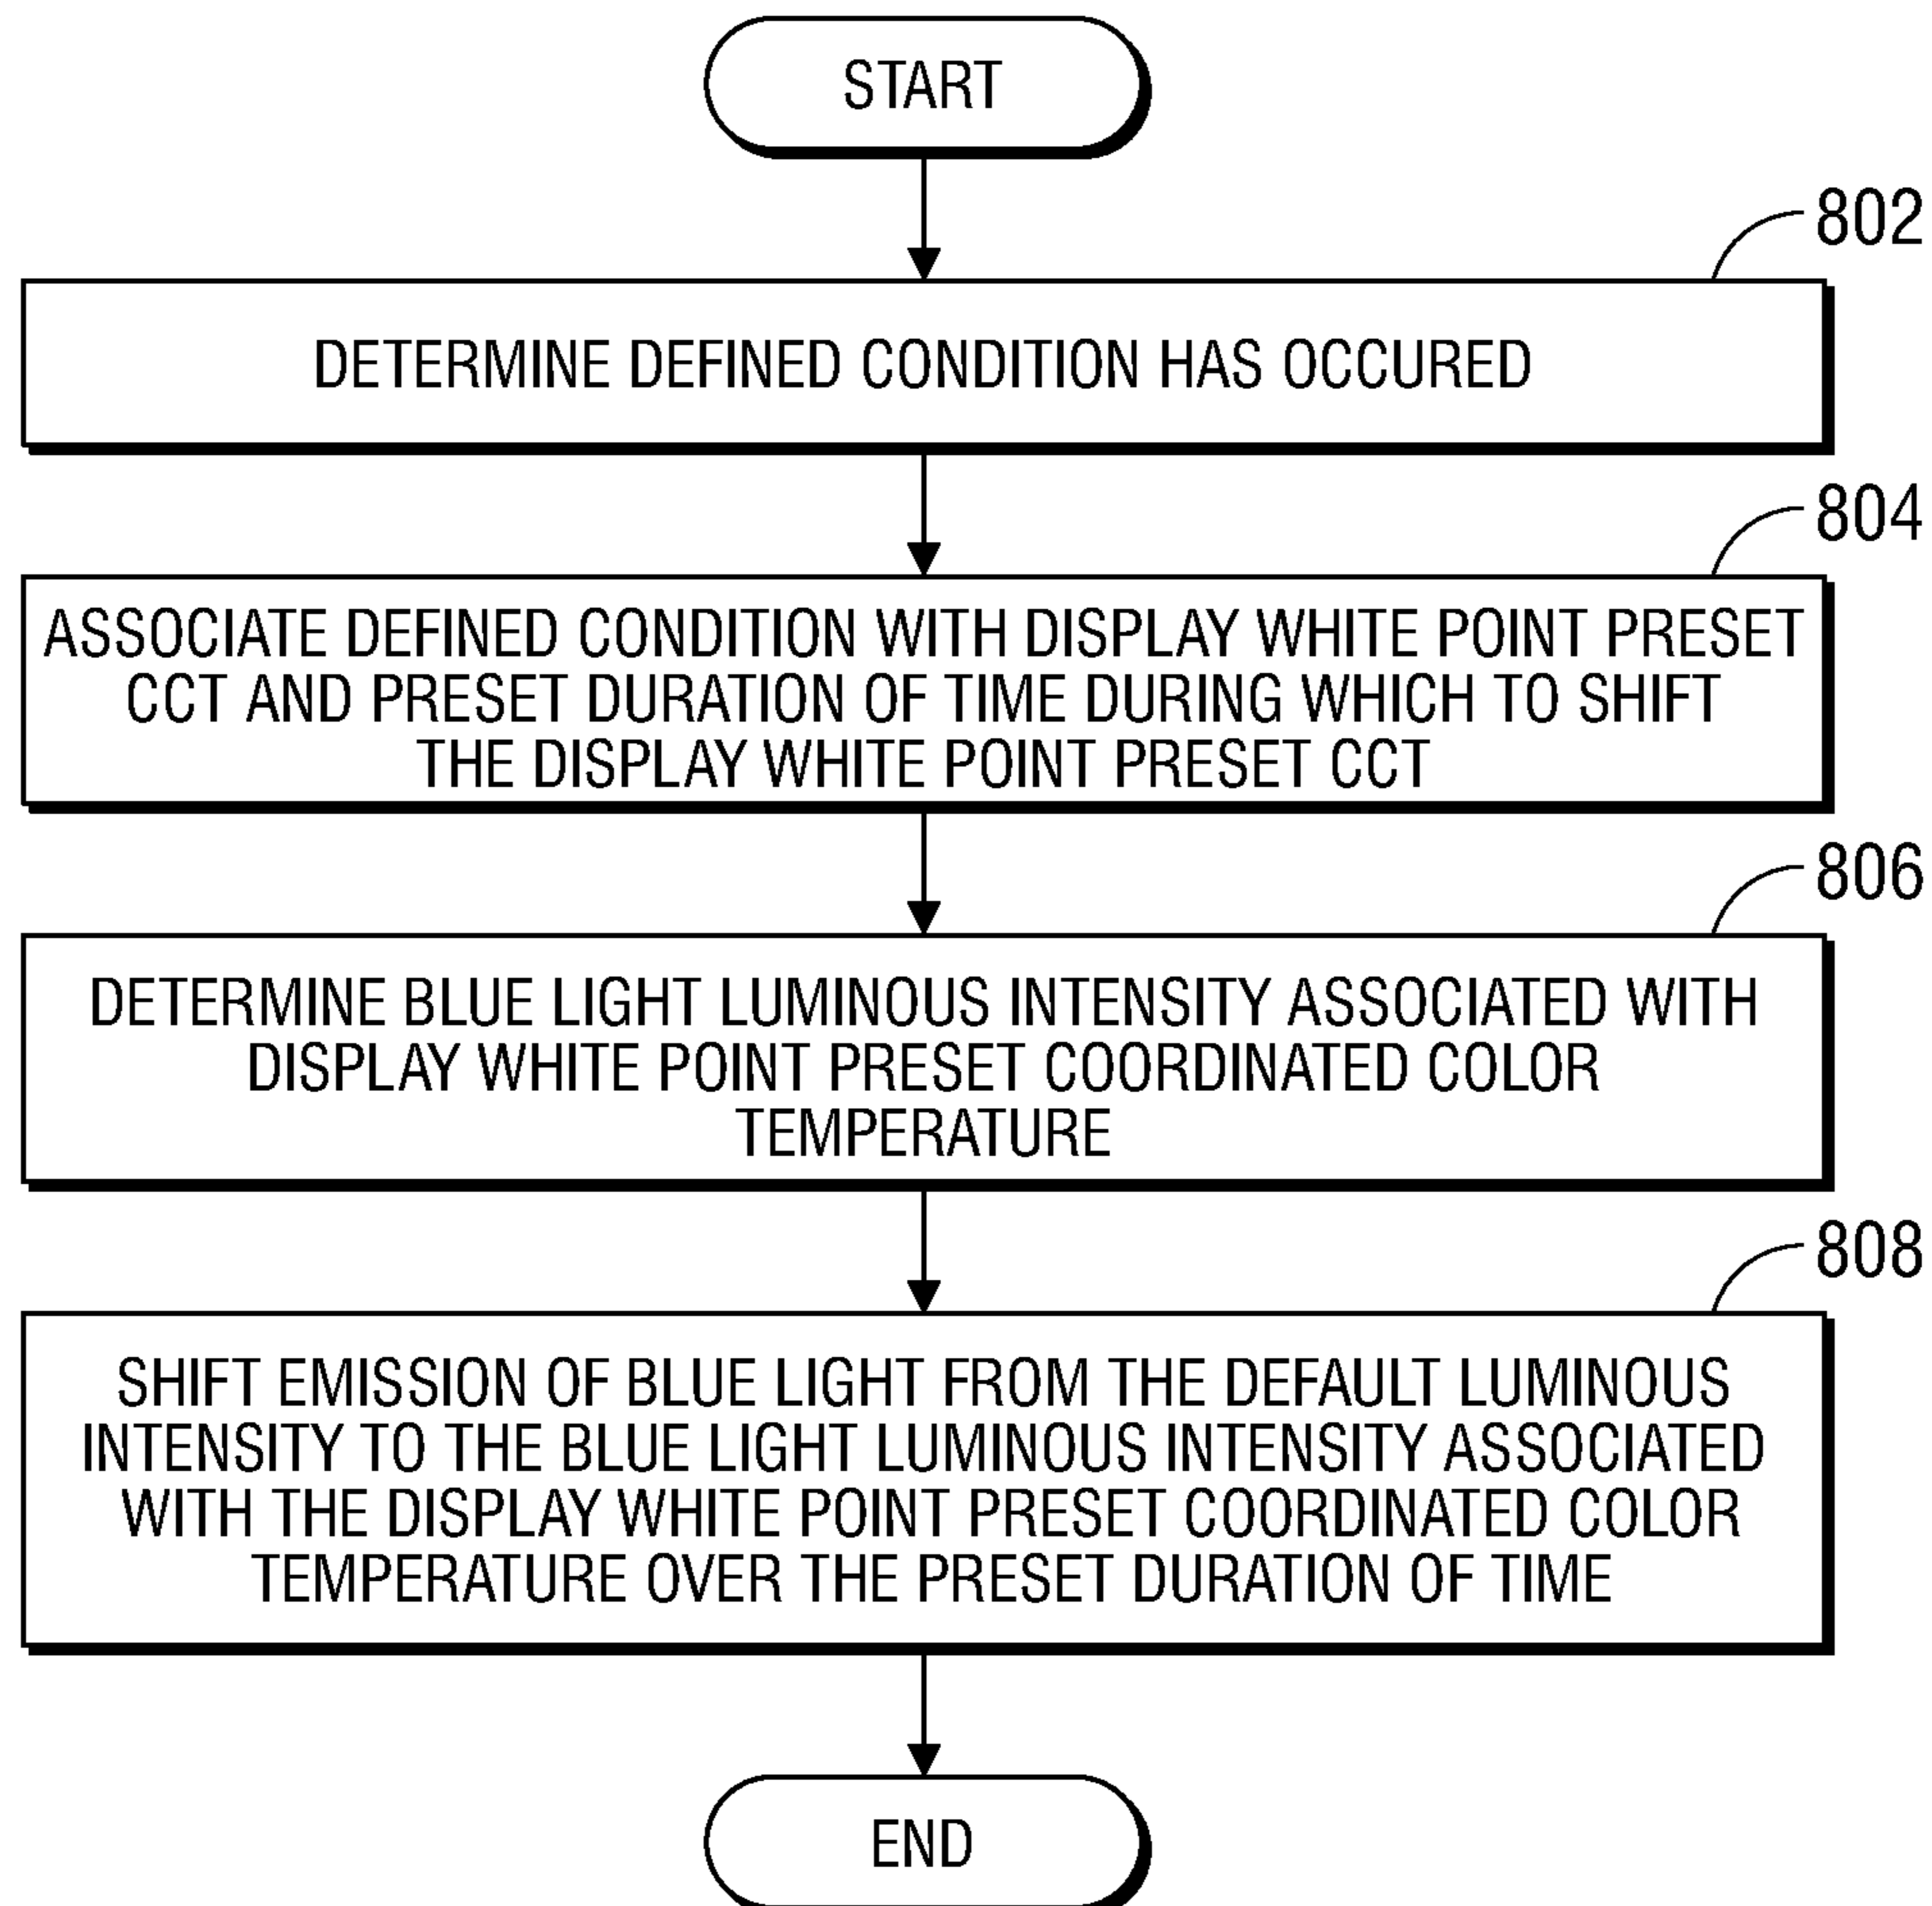 START
802
DETERMINE DEFINED CONDITION HAS OCCURED
804
ASSOCIATE DEFINED CONDITION WITH DISPLAY WHITE POINT PRESET
CCT AND PRESET DURATION OF TIME DURING WHICH TO SHIFT
THE DISPLAY WHITE POINT PRESET CCT
806
DETERMINE BLUE LIGHT LUMINOUS INTENSITY ASSOCIATED WITH
DISPLAY WHITE POINT PRESET COORDINATED COLOR
TEMPERATURE
808
SHIFT EMISSION OF BLUE LIGHT FROM THE DEFAULT LUMINOUS
INTENSITY TO THE BLUE LIGHT LUMINOUS INTENSITY ASSOCIATED
WITH THE DISPLAY WHITE POINT PRESET COORDINATED COLOR
TEMPERATURE OVER THE PRESET DURATION OF TIME
END